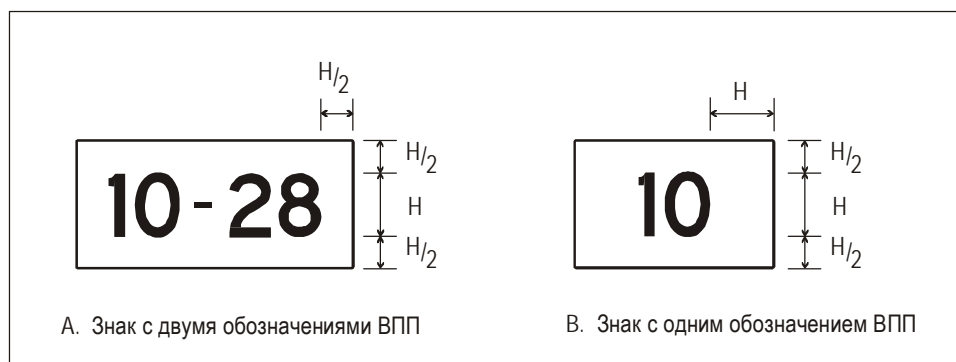 H/2
H
10 - 28
H/2
H
H/2
10
H/2
H
H/2
A. Знак с двумя обозначениями ВПП
B. Знак с одним обозначением ВПП